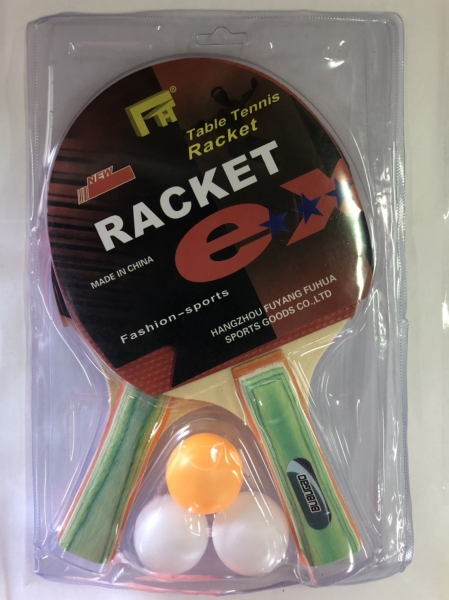 ®
Table Tennis
Racket
NEW
RACKET
ex
MADE IN CHINA
Fashion-sports
HANGZHOU FUYANG FUHUA
SPORTS GOODS CO.,LTD